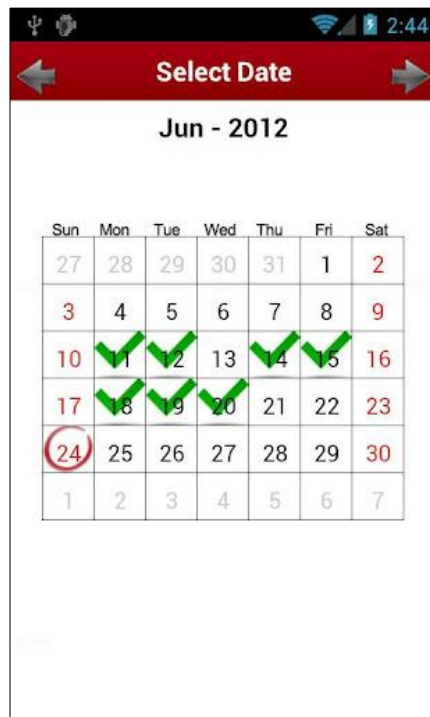 2:44
Select Date
Jun - 2012
Sun Mon Tue Wed Thu Fri Sat
27 28 29 30 31 1 2
3 4 5 6 7 8 9
10 11 12 13 14 15 16
17 18 19 20 21 22 23
24 25 26 27 28 29 30
1 2 3 4 5 6 7